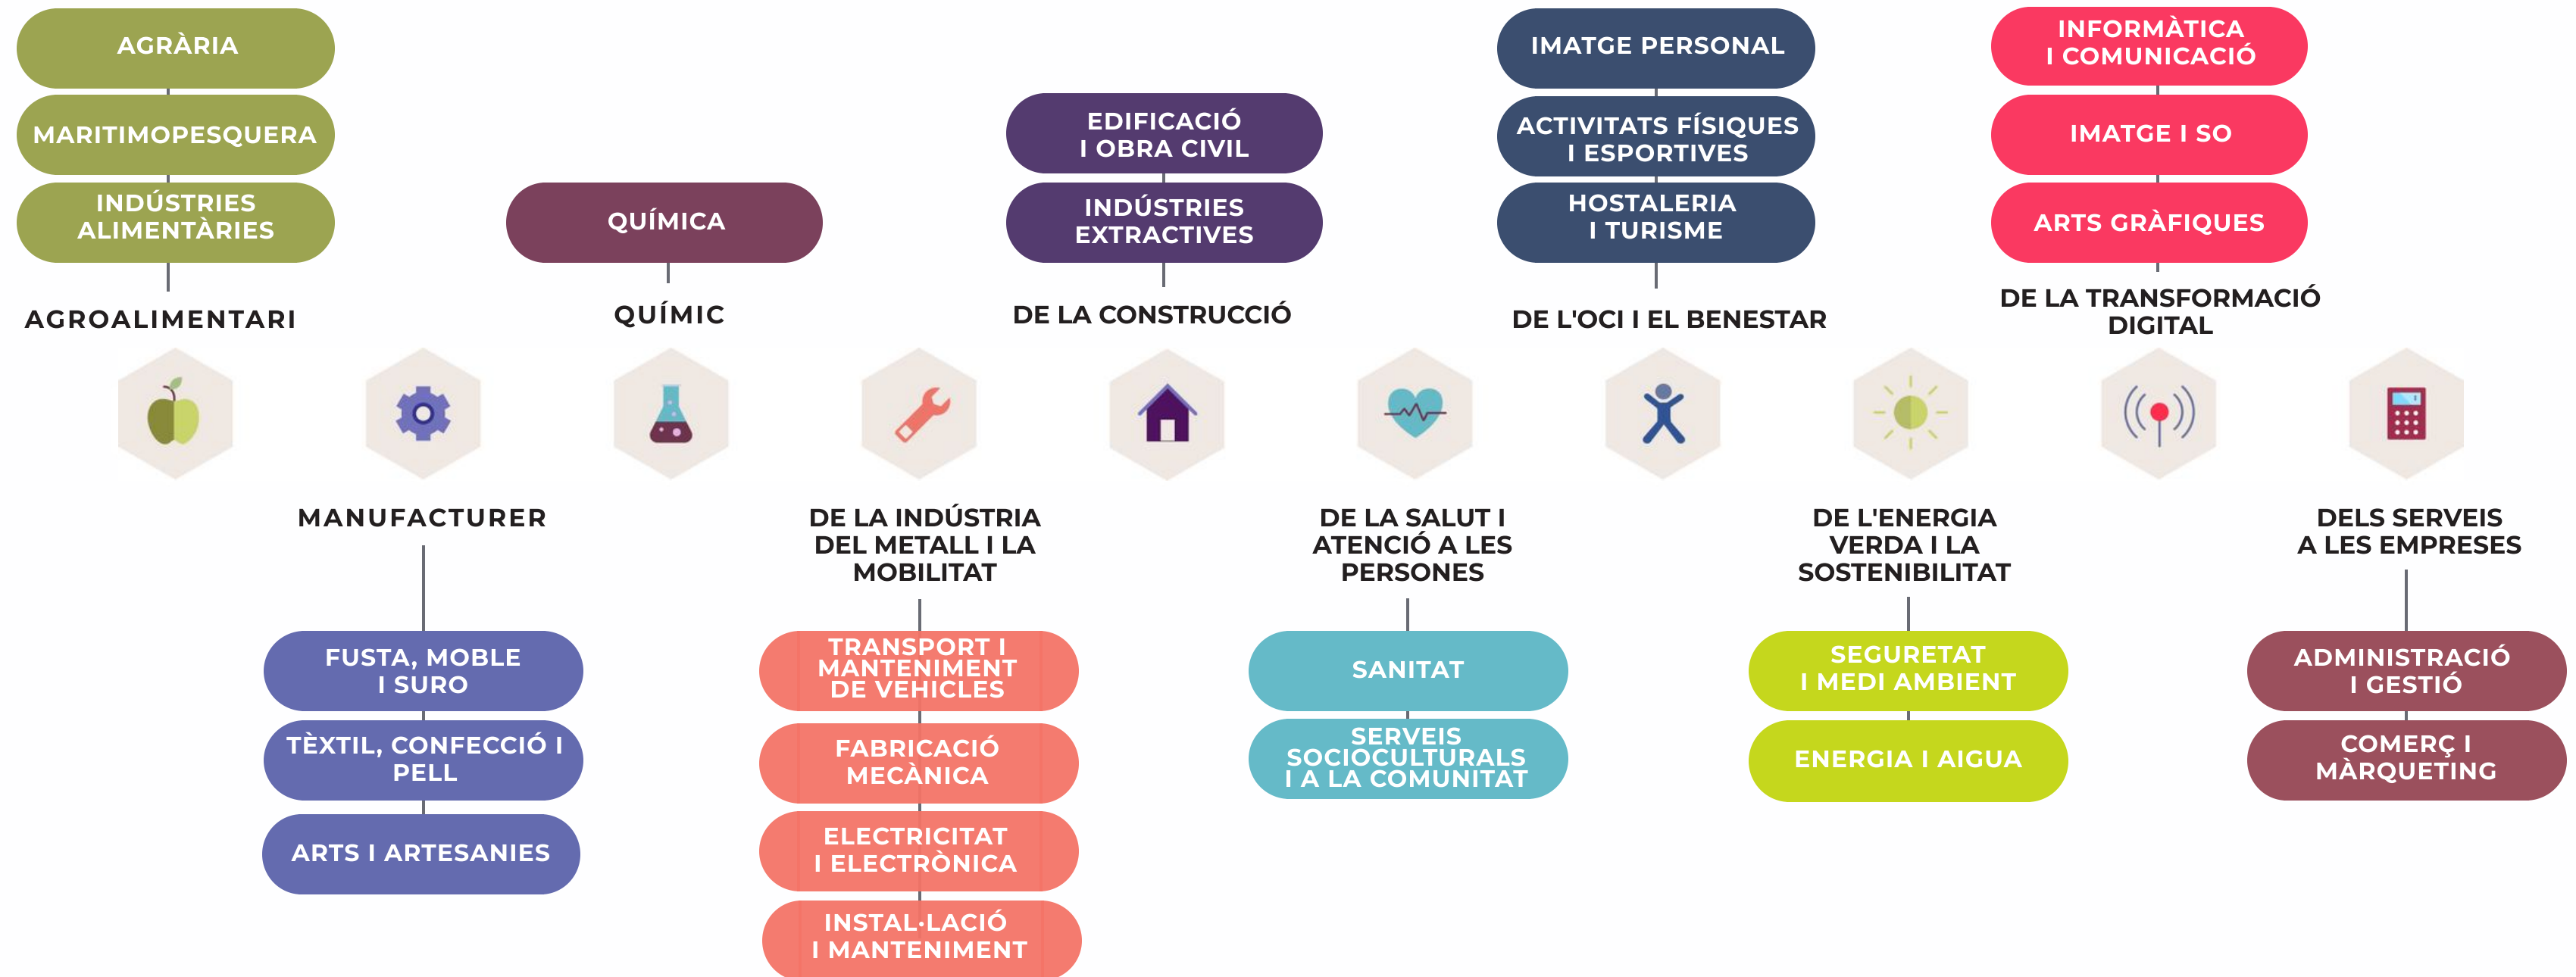 AGRÀRIA
MARITIMOPESQUERA
INDÚSTRIES
ALIMENTÀRIES
AGROALIMENTARI
QUÍMICA
QUÍMIC
EDIFICACIÓ
I OBRA CIVIL
INDÚSTRIES
EXTRACTIVES
DE LA CONSTRUCCIÓ
IMATGE PERSONAL
ACTIVITATS FÍSIQUES
I ESPORTIVES
HOSTALERIA
I TURISME
DE L'OCI I EL BENESTAR
INFORMÀTICA
I COMUNICACIÓ
IMATGE I SO
ARTS GRÀFIQUES
DE LA TRANSFORMACIÓ
DIGITAL
MANUFACTURER
FUSTA, MOBLE
I SURO
TÈXTIL, CONFECCIÓ I
PELL
ARTS I ARTESANIES
DE LA INDÚSTRIA
DEL METALL I LA
MOBILITAT
TRANSPORT I
MANTENIMENT
DE VEHICLES
FABRICACIÓ
MECÀNICA
ELECTRICITAT
I ELECTRÒNICA
INSTAL·LACIÓ
I MANTENIMENT
DE LA SALUT I
ATENCIÓ A LES
PERSONES
SANITAT
SERVEIS
SOCIOCULTURALS
I A LA COMUNITAT
DE L'ENERGIA
VERDA I LA
SOSTENIBILITAT
SEGURETAT
I MEDI AMBIENT
ENERGIA I AIGUA
DELS SERVEIS
A LES EMPRESES
ADMINISTRACIÓ
I GESTIÓ
COMERÇ I
MÀRQUETING